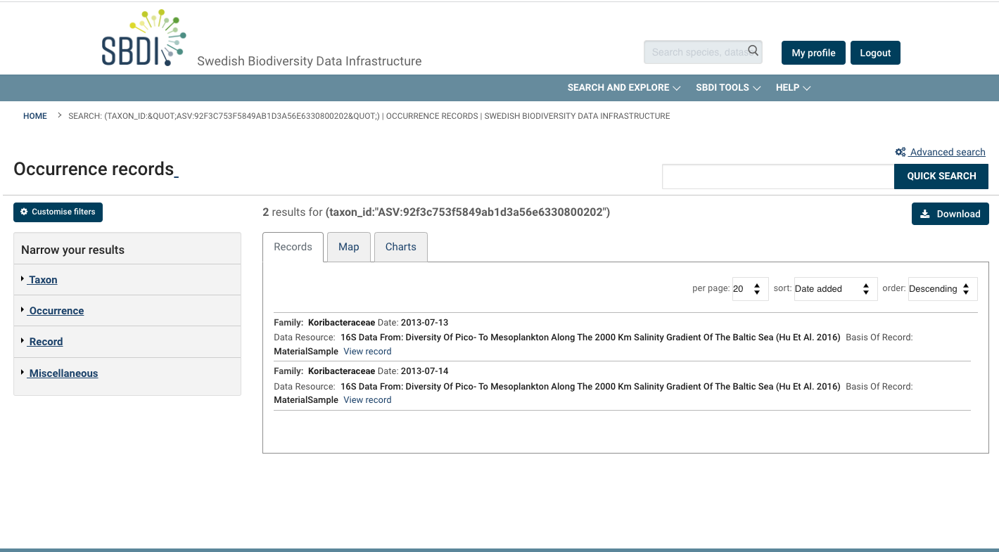 SBDI
Swedish Biodiversity Data Infrastructure
Search species, datas
My profile
Logout
SEARCH AND EXPLORE
SBDI TOOLS
HELP
HOME > SEARCH: (TAXON_ID:&QUOT;ASV:92F3C753F5849AB1D3A56E6330800202&QUOT;) | OCCURRENCE RECORDS | SWEDISH BIODIVERSITY DATA INFRASTRUCTURE
Advanced search
Occurrence records
QUICK SEARCH
Customise filters
2 results for (taxon_id:"ASV:92f3c753f5849ab1d3a56e6330800202")
Download
Narrow your results
Taxon
Occurrence
Record
Miscellaneous
Records
Map
Charts
per page: 20 sort: Date added order: Descending
Family: Koribacteraceae Date: 2013-07-13
Data Resource: 16S Data From: Diversity Of Pico- To Mesoplankton Along The 2000 Km Salinity Gradient Of The Baltic Sea (Hu Et Al. 2016) Basis Of Record:
MaterialSample View record
Family: Koribacteraceae Date: 2013-07-14
Data Resource: 16S Data From: Diversity Of Pico- To Mesoplankton Along The 2000 Km Salinity Gradient Of The Baltic Sea (Hu Et Al. 2016) Basis Of Record:
MaterialSample View record